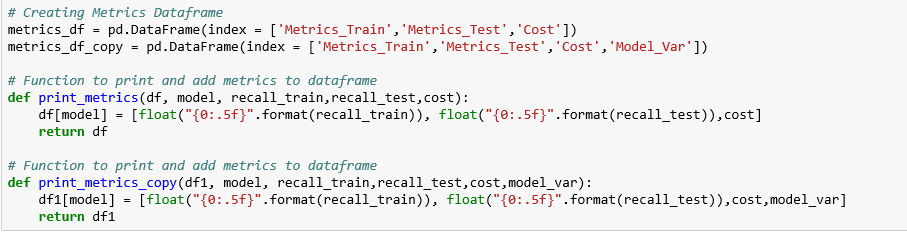 # Creating Metrics Dataframe
metrics_df = pd.DataFrame(index = ['Metrics_Train','Metrics_Test','Cost'])
metrics_df_copy = pd.DataFrame(index = ['Metrics_Train','Metrics_Test','Cost','Model_Var'])

# Function to print and add metrics to dataframe
def print_metrics(df, model, recall_train,recall_test,cost):
    df[model] = [float("{0:.5f}".format(recall_train)), float("{0:.5f}".format(recall_test)),cost]
    return df

# Function to print and add metrics to dataframe
def print_metrics_copy(df1, model, recall_train,recall_test,cost,model_var):
    df1[model] = [float("{0:.5f}".format(recall_train)), float("{0:.5f}".format(recall_test)),cost,model_var]
    return df1